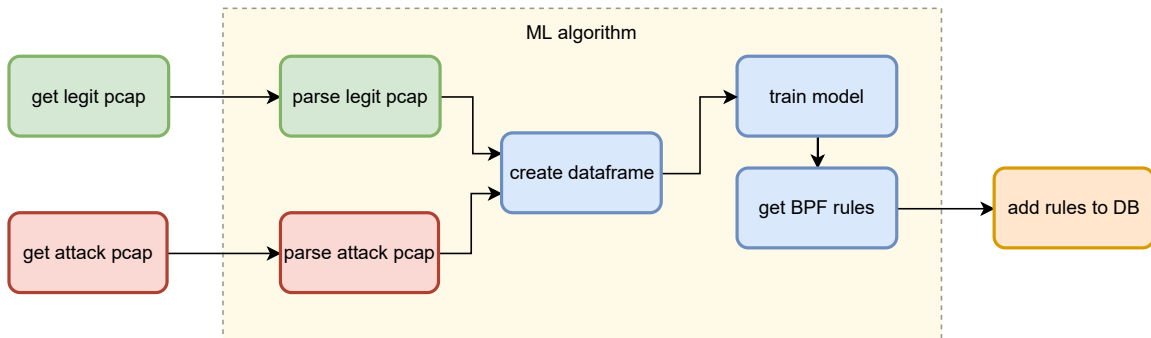 ML algorithm
get legit pcap
parse legit pcap
train model
create dataframe
get BPF rules
add rules to DB
get attack pcap
parse attack pcap